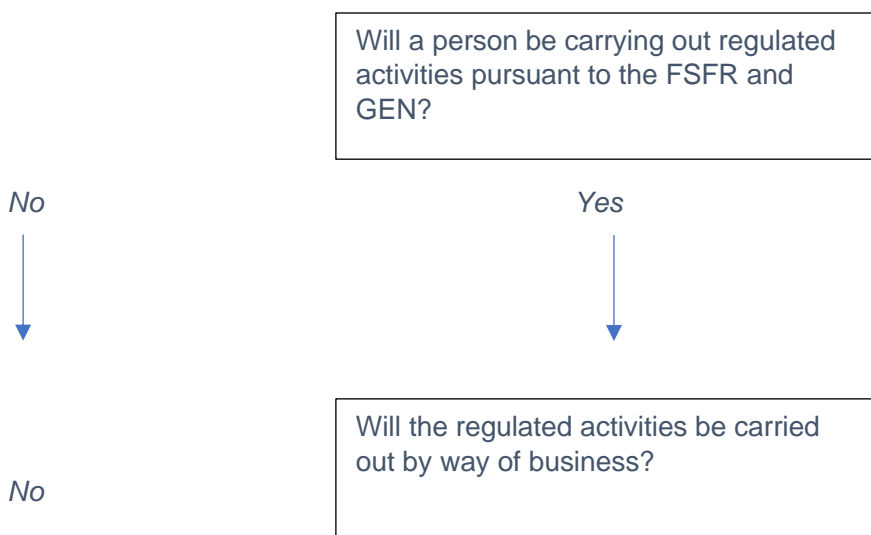 Will a person be carrying out regulated
activities pursuant to the FSFR and
GEN?
No
Yes
Will the regulated activities be carried
out by way of business?
No